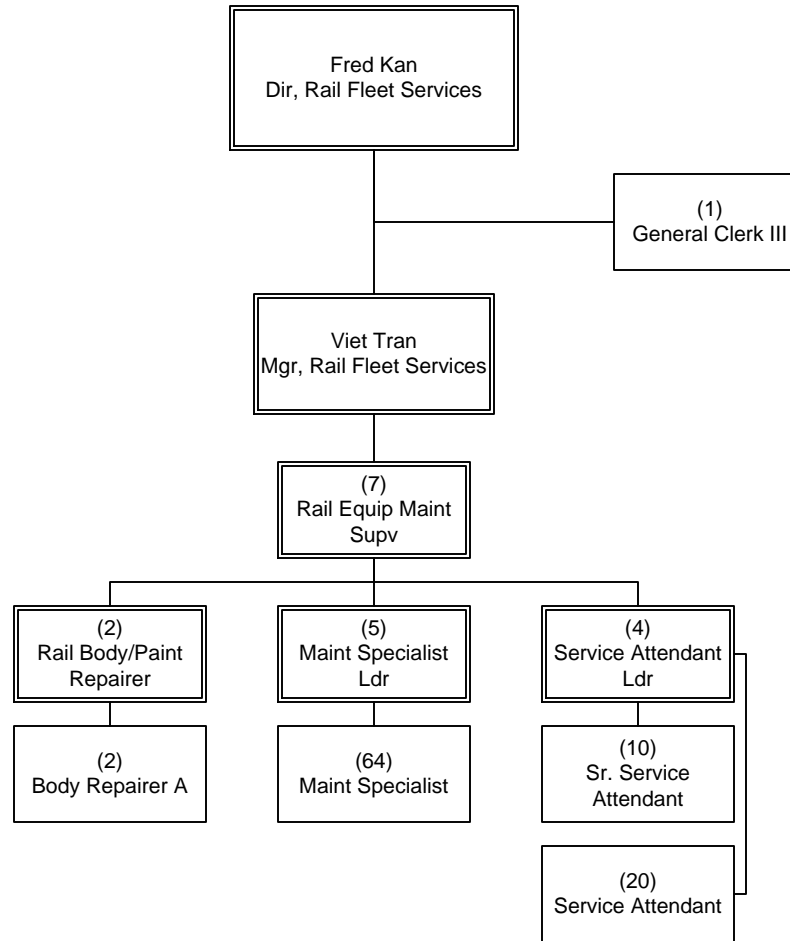 Fred Kan
Dir, Rail Fleet Services
(1)
General Clerk III
Viet Tran
Mgr, Rail Fleet Services
(7)
Rail Equip Maint
Supv
(2)
Rail Body/Paint
Repairer
(5)
Maint Specialist
Ldr
(4)
Service Attendant
Ldr
(2)
Body Repairer A
(64)
Maint Specialist
(10)
Sr. Service
Attendant
(20)
Service Attendant